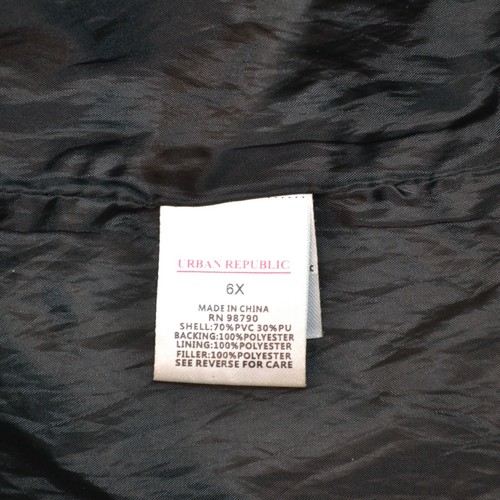 URBAN REPUBLIC
6X
MADE IN CHINA
RN 98790
SHELL:70%PVC 30%PU
BACKING:100%POLYESTER
LINING:100%POLYESTER
FILLER:100%POLYESTER
SEE REVERSE FOR CARE